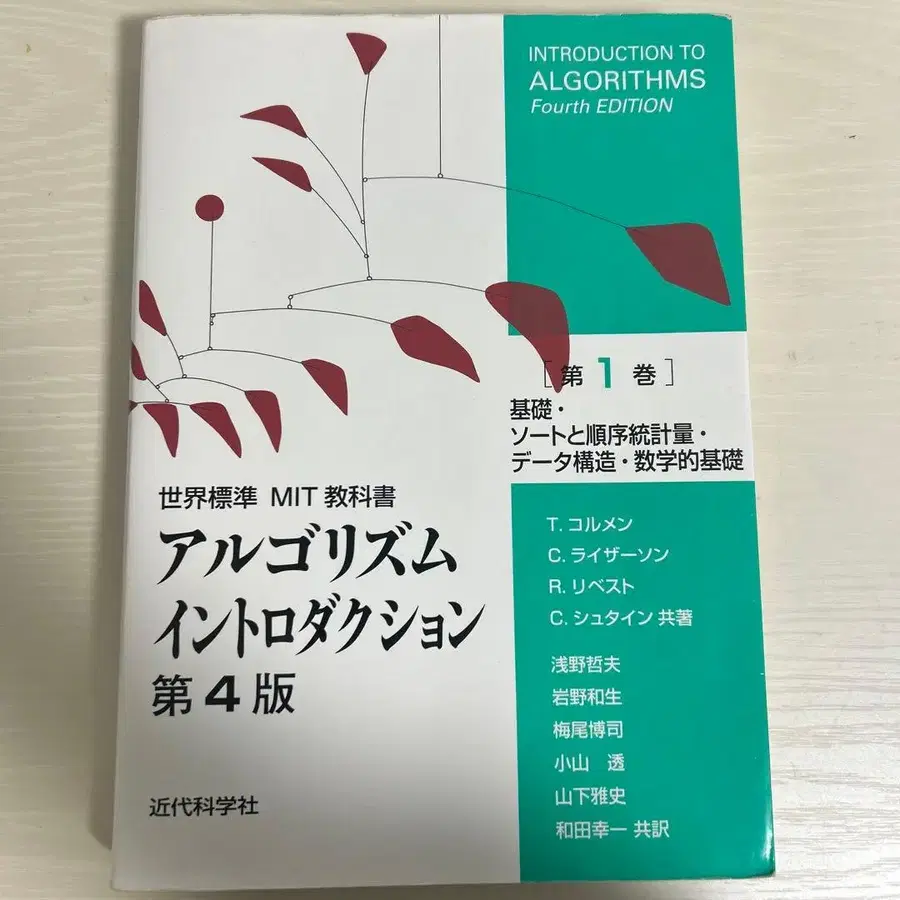 INTRODUCTION TO
ALGORITHMS
Fourth EDITION
[第1巻]
基礎・
ソートと順序統計量・
データ構造・数学的基礎
世界標準 MIT教科書
アルゴリズム
イントロダクション
第4版
T. コルメン
C. ライザーソン
R. リベスト
C. シュタイン 共著
浅野哲夫
岩野和生
梅尾博司
小山 透
山下雅史
和田幸一 共訳
近代科学社